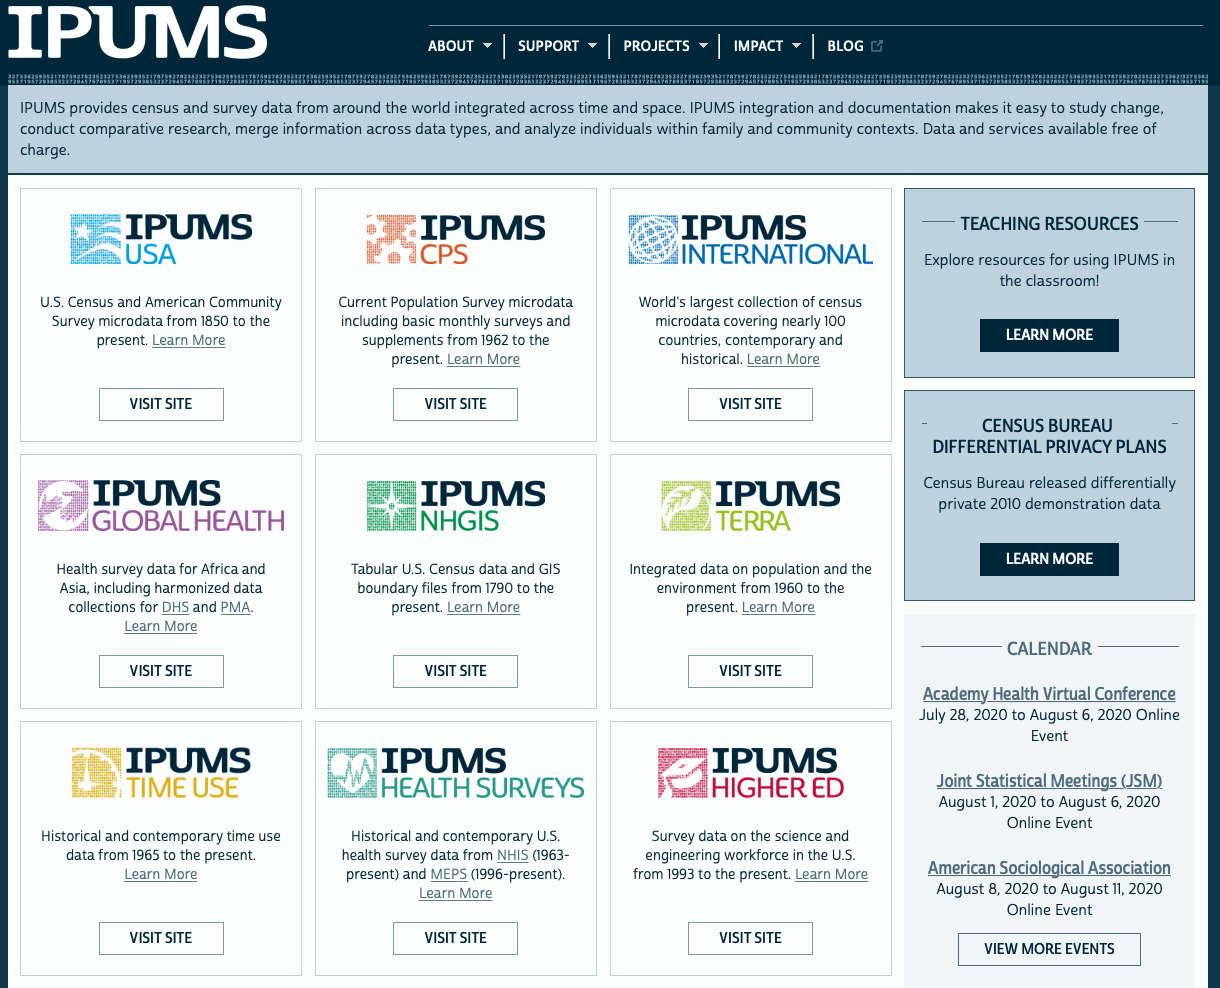 IPUMS
ABOUT
SUPPORT
PROJECTS
IMPACT
BLOG
IPUMS provides census and survey data from around the world integrated across time and space. IPUMS integration and documentation makes it easy to study change,
conduct comparative research, merge information across data types, and analyze individuals within family and community contexts. Data and services available free of
charge.
IPUMS
USA
U.S. Census and American Community
Survey microdata from 1850 to the
present. Learn More
VISIT SITE
IPUMS
CPS
Current Population Survey microdata
including basic monthly surveys and
supplements from 1962 to the
present. Learn More
VISIT SITE
IPUMS
INTERNATIONAL
World's largest collection of census
microdata covering nearly 100
countries, contemporary and
historical. Learn More
VISIT SITE
IPUMS
GLOBAL HEALTH
Health survey data for Africa and
Asia, including harmonized data
collections for DHS and PMA.
Learn More
VISIT SITE
IPUMS
NHGIS
Tabular U.S. Census data and GIS
boundary files from 1790 to the
present. Learn More
VISIT SITE
IPUMS
TERRA
Integrated data on population and the
environment from 1960 to the
present. Learn More
VISIT SITE
IPUMS
TIME USE
Historical and contemporary time use
data from 1965 to the present.
Learn More
VISIT SITE
IPUMS
HEALTH SURVEYS
Historical and contemporary U.S.
health survey data from NHIS (1963-
present) and MEPS (1996-present).
Learn More
VISIT SITE
IPUMS
HIGHER ED
Survey data on the science and
engineering workforce in the U.S.
from 1993 to the present. Learn More
VISIT SITE
TEACHING RESOURCES
Explore resources for using IPUMS in
the classroom!
LEARN MORE
CENSUS BUREAU
DIFFERENTIAL PRIVACY PLANS
Census Bureau released differentially
private 2010 demonstration data
LEARN MORE
CALENDAR
Academy Health Virtual Conference
July 28, 2020 to August 6, 2020 Online
Event
Joint Statistical Meetings (JSM)
August 1, 2020 to August 6, 2020
Online Event
American Sociological Association
August 8, 2020 to August 11, 2020
Online Event
VIEW MORE EVENTS